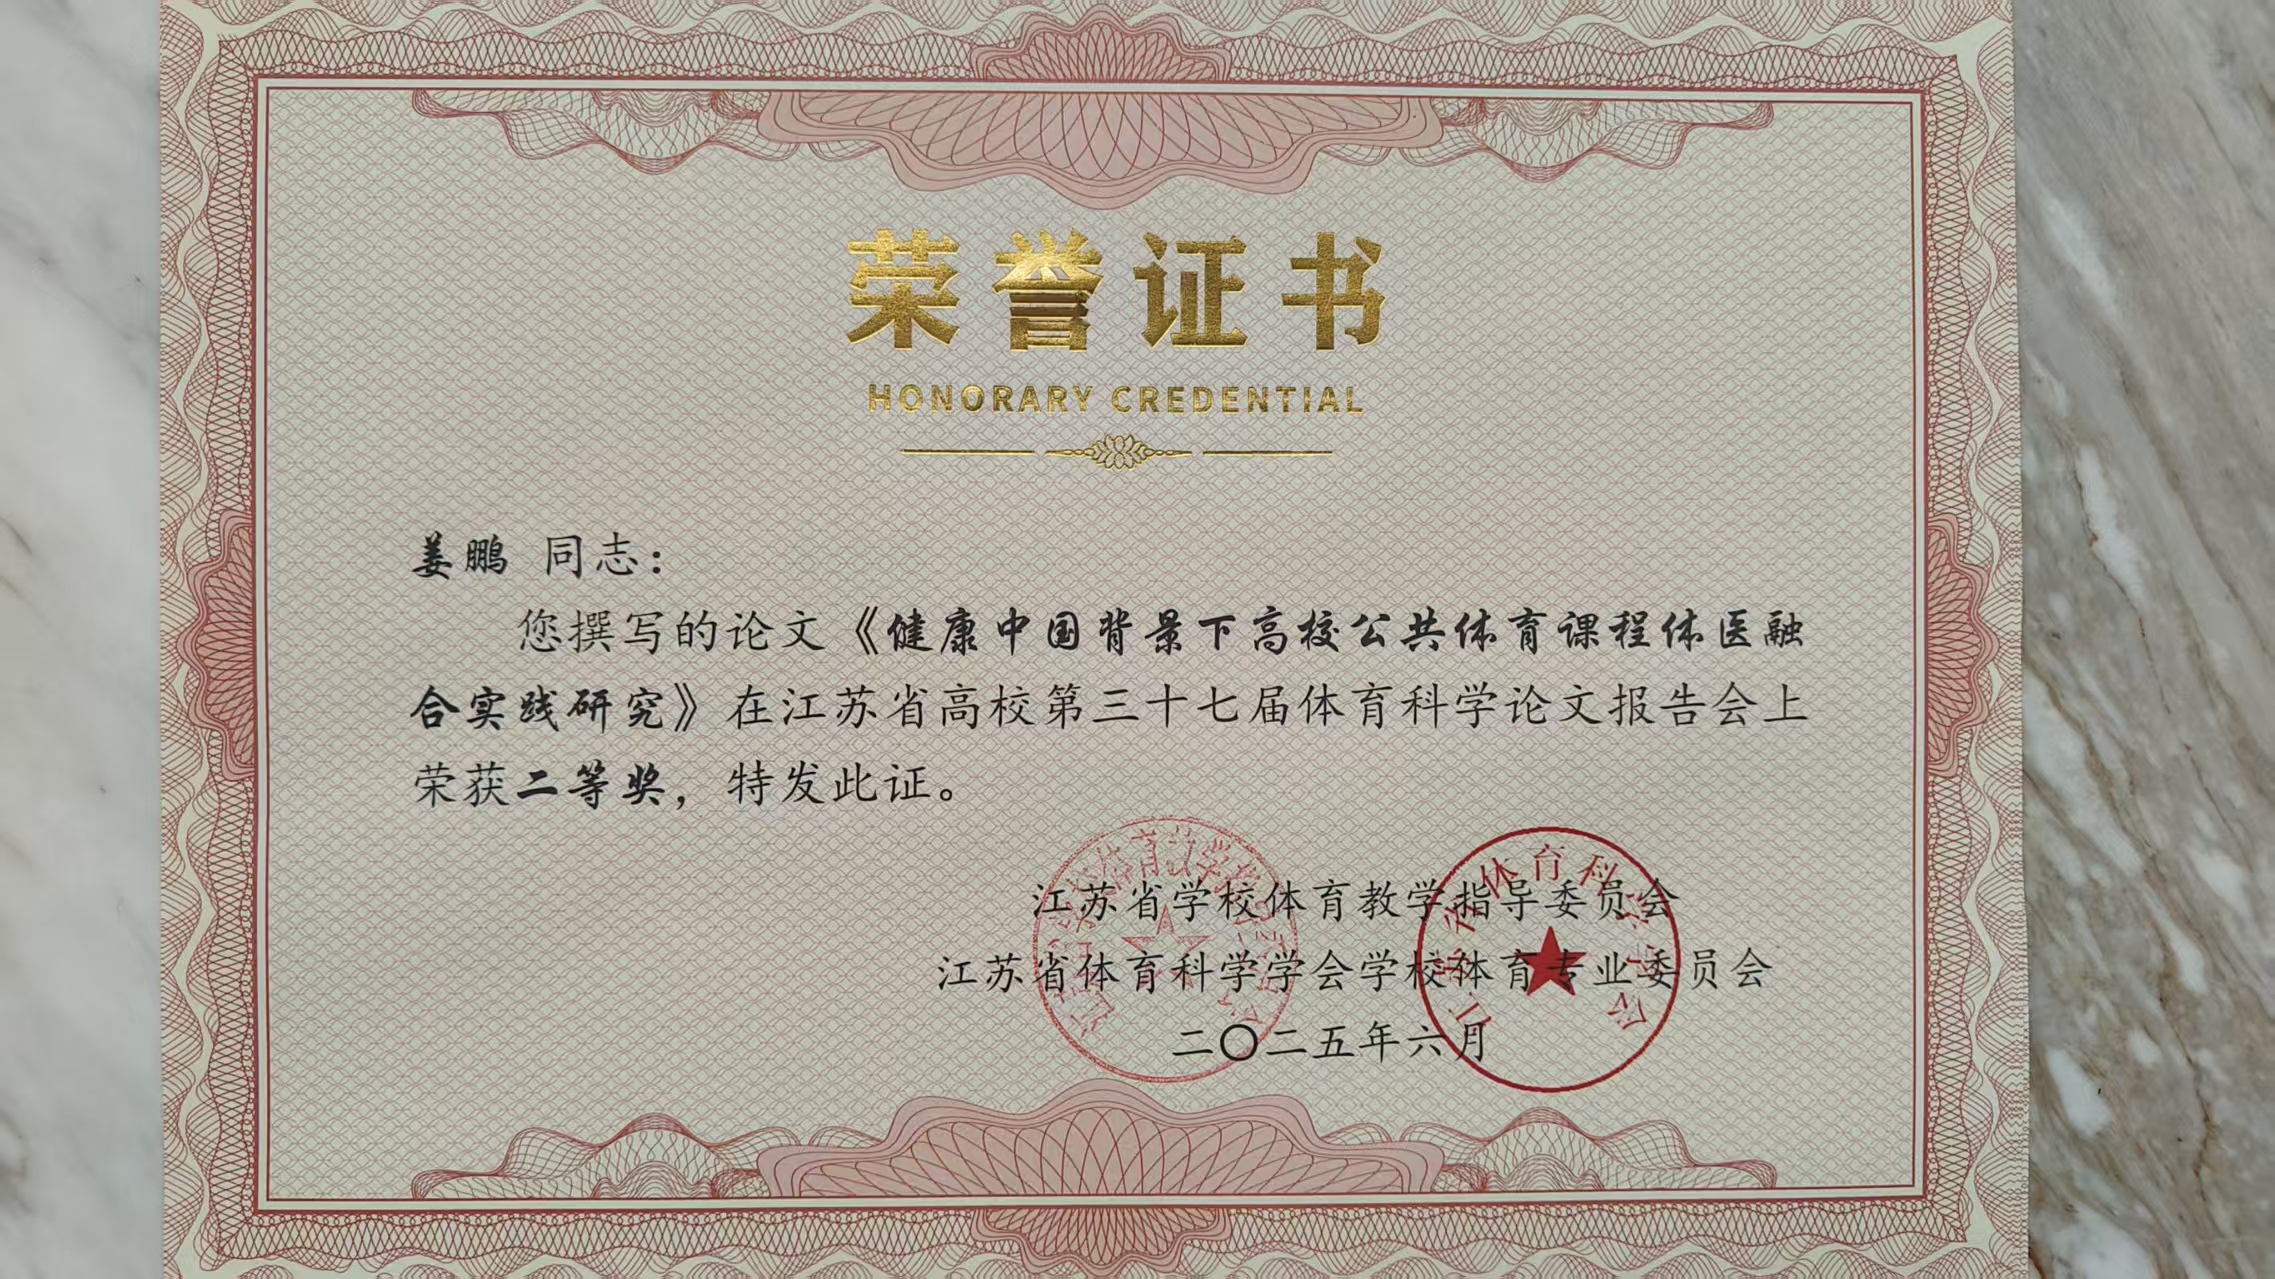 荣誉证书
HONORARY CREDENTIAL
姜鹏 同志：
您撰写的论文《健康中国背景下高校公共体育课程体医融
合实践研究》在江苏省高校第三十七届体育科学论文报告会上
荣获二等奖，特发此证。
江苏省学校体育教学指导委员会
江苏省体育科学学会学校体育专业委员会
二〇二五年六月